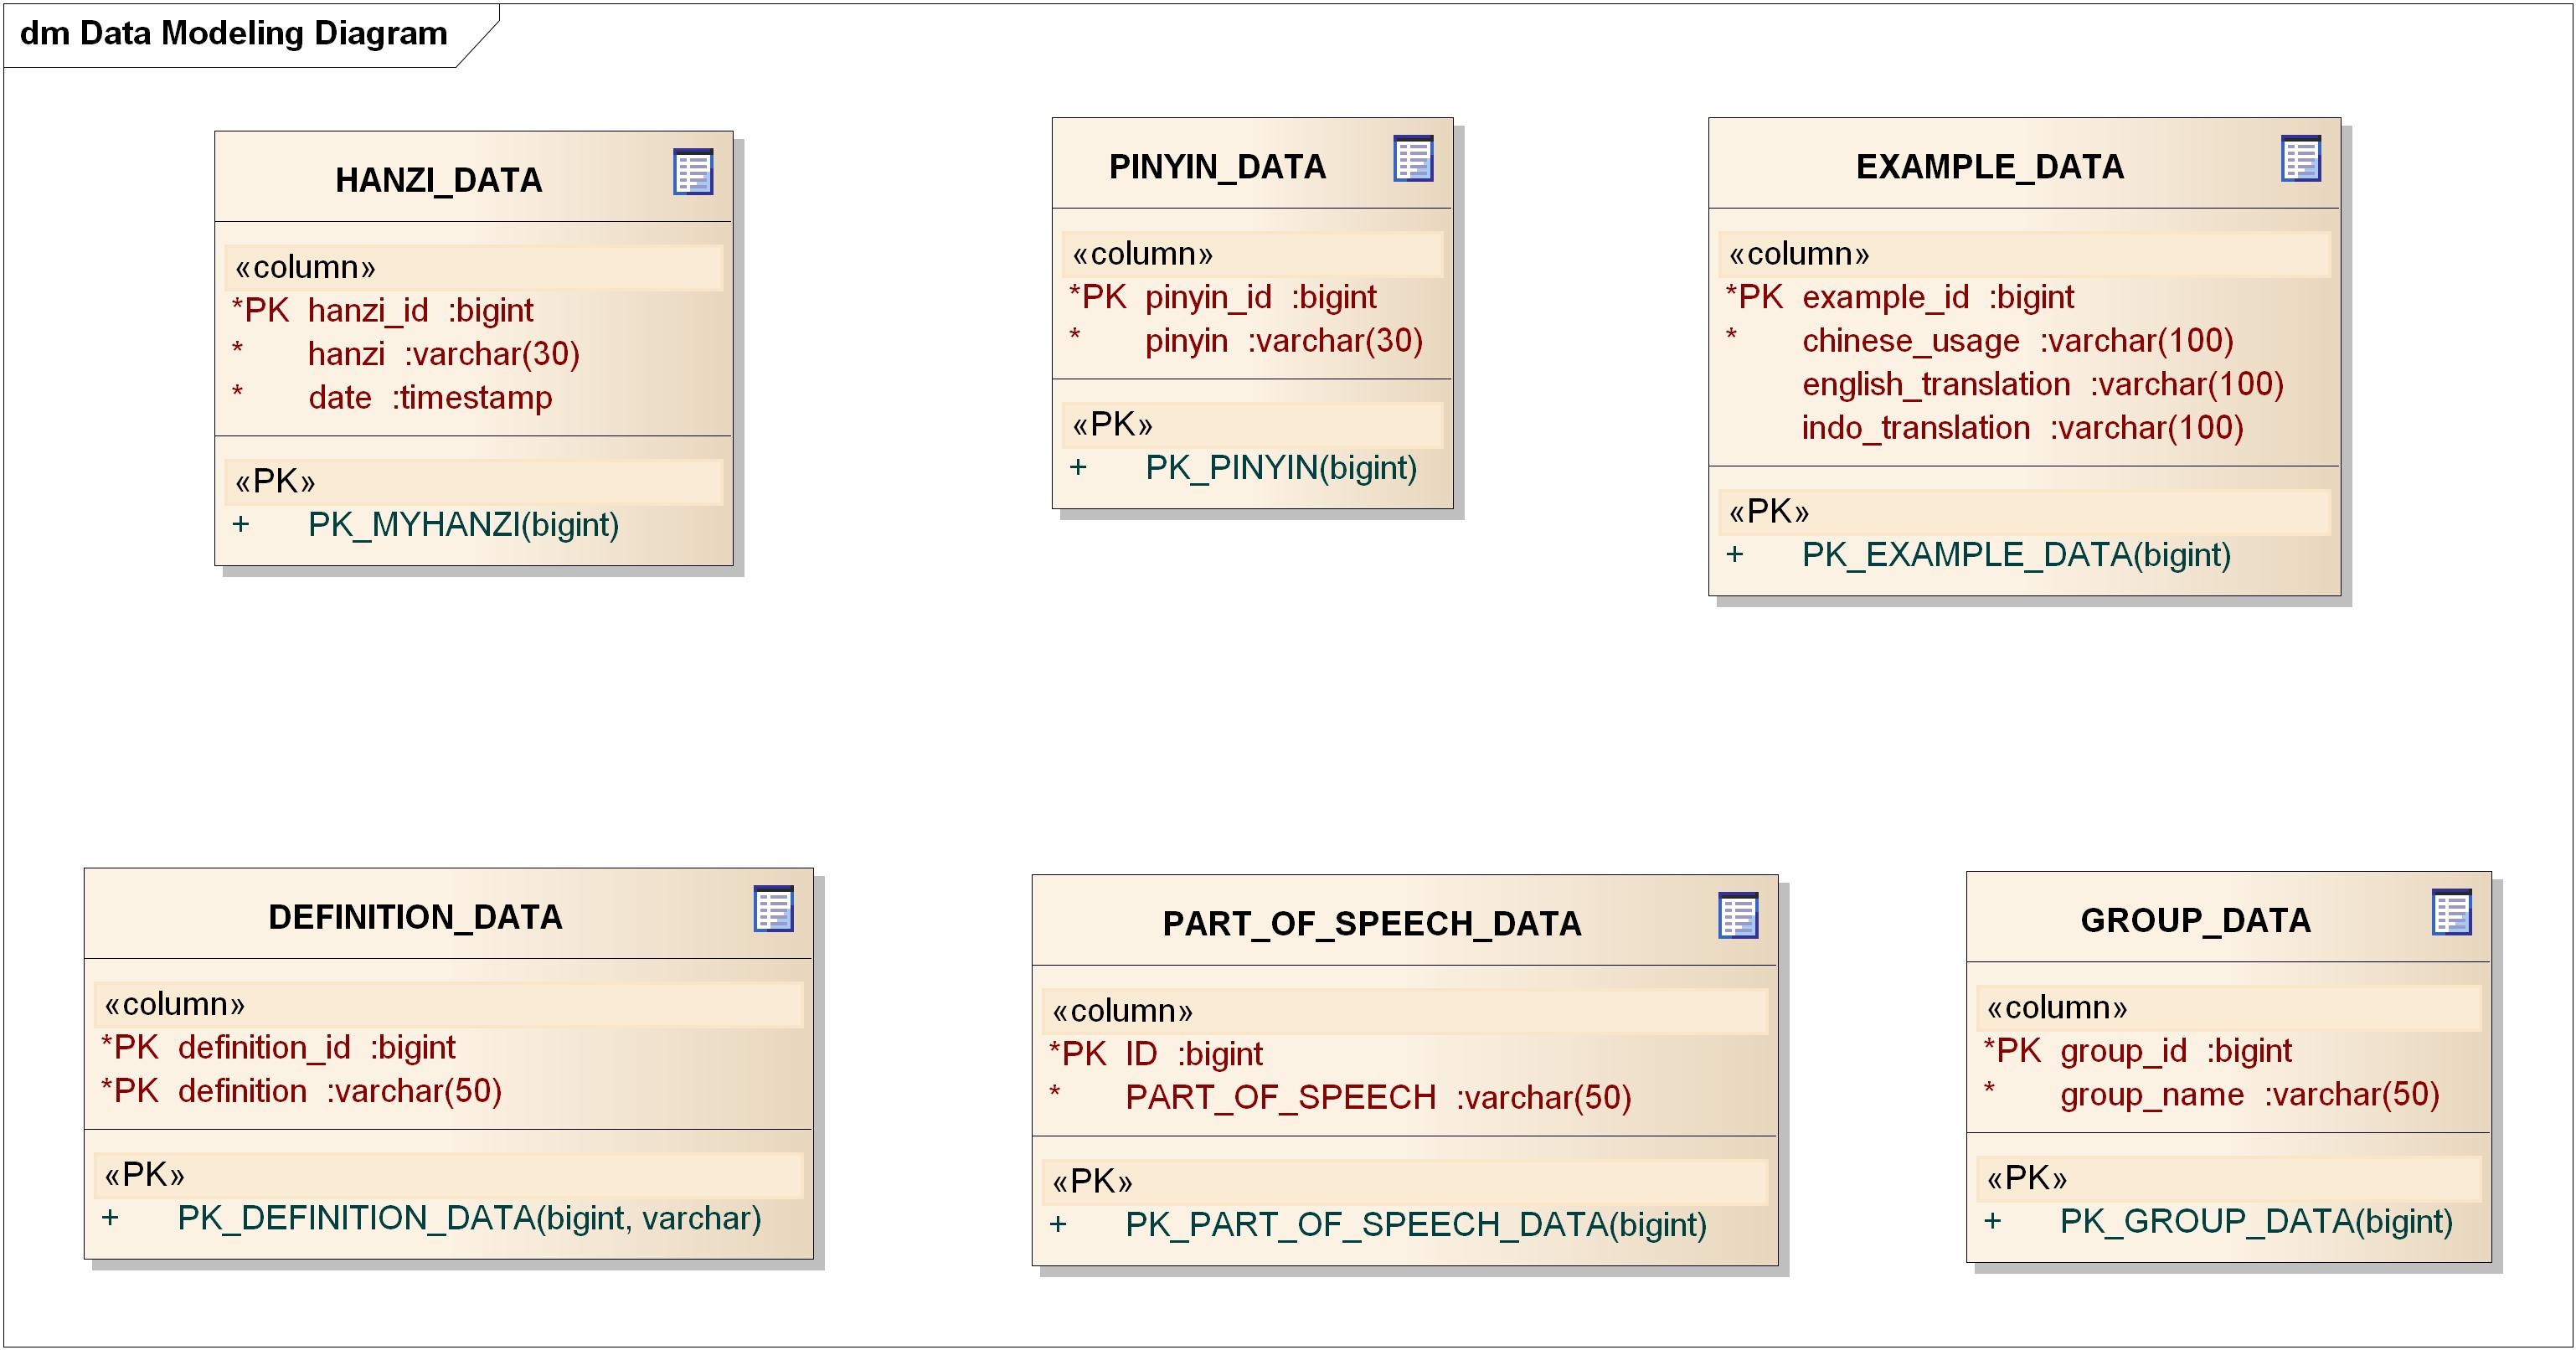 dm Data Modeling Diagram
HANZI_DATA
«column»
*PK hanzi_id :bigint
* hanzi :varchar(30)
* date :timestamp
«PK»
+ PK_MYHANZI(bigint)
PINYIN_DATA
«column»
*PK pinyin_id :bigint
* pinyin :varchar(30)
«PK»
+ PK_PINYIN(bigint)
EXAMPLE_DATA
«column»
*PK example_id :bigint
* chinese_usage :varchar(100)
english_translation :varchar(100)
indo_translation :varchar(100)
«PK»
+ PK_EXAMPLE_DATA(bigint)
DEFINITION_DATA
«column»
*PK definition_id :bigint
*PK definition :varchar(50)
«PK»
+ PK_DEFINITION_DATA(bigint, varchar)
PART_OF_SPEECH_DATA
«column»
*PK ID :bigint
* PART_OF_SPEECH :varchar(50)
«PK»
+ PK_PART_OF_SPEECH_DATA(bigint)
GROUP_DATA
«column»
*PK group_id :bigint
* group_name :varchar(50)
«PK»
+ PK_GROUP_DATA(bigint)